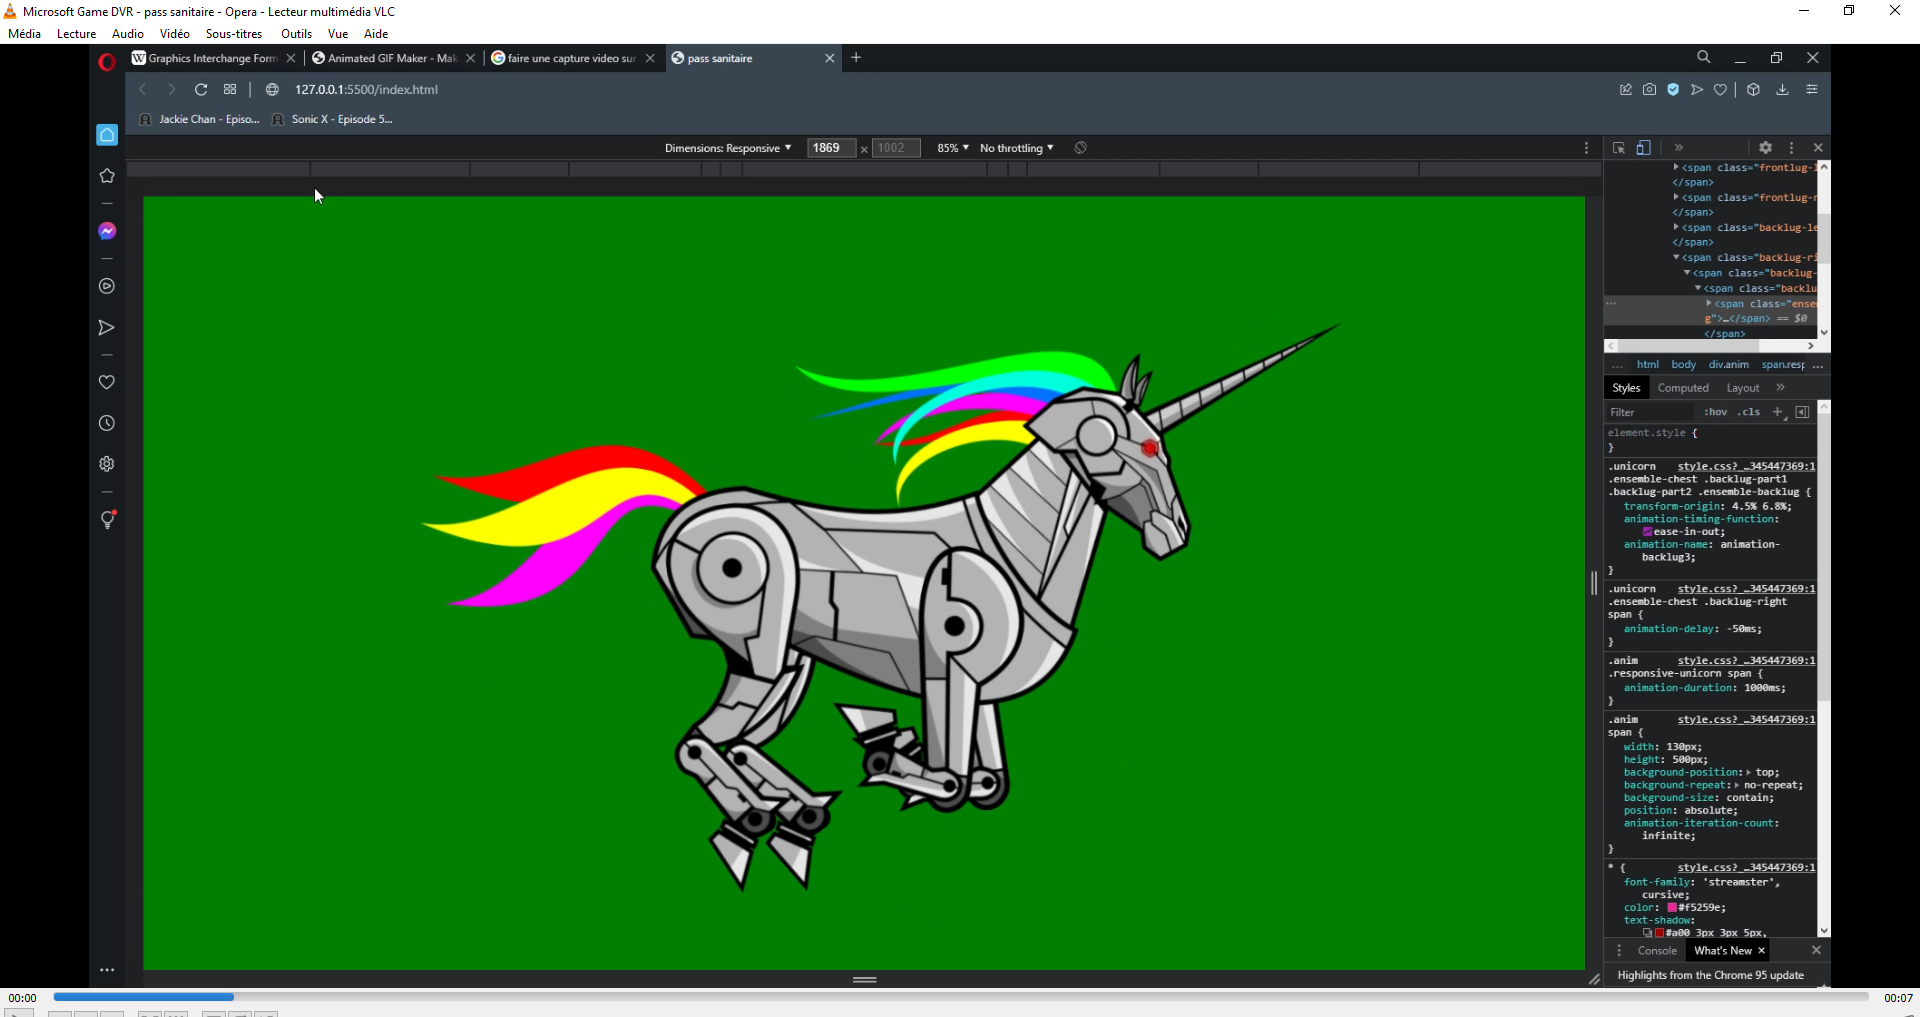 Microsoft Game DVR - pass sanitaire - Opera - Lecteur multimédia VLC
Média Lecture Audio Vidéo Sous-titres Outils Vue Aide
Graphics Interchange Form
Animated GIF Maker - Mak
faire une capture video sur
pass sanitaire
127.0.0.1:5500/index.html
Jackie Chan - Episo... Sonic X - Episode 5...
Dimensions: Responsive 1869 x 1002 85% No throttling
<span class="frontlug-l
</span>
<span class="frontlug-r
</span>
<span class="backlug-le
</span>
<span class="backlug-ri
<span class="backlug-
<span class="backlu
<span class="ense
g">…</span> == $0
</span>
... html body div.anim span.resp ...
Styles Computed Layout »
Filter :hov .cls +
element.style {
}
.unicorn style.css?_…345447369:1
.ensemble-chest .backlug-part1
.backlug-part2 .ensemble-backlug {
transform-origin: 4.5% 6.8%;
animation-timing-function:
ease-in-out;
animation-name: animation-
backlug3;
}
.unicorn style.css?_…345447369:1
.ensemble-chest .backlug-right
span {
animation-delay: -50ms;
}
.anim style.css?_…345447369:1
.responsive-unicorn span {
animation-duration: 1000ms;
}
.anim style.css?_…345447369:1
span {
width: 130px;
height: 500px;
background-position: top;
background-repeat: no-repeat;
background-size: contain;
position: absolute;
animation-iteration-count:
infinite;
}
* { style.css?_…345447369:1
font-family: 'streamster',
cursive;
color: #f5259e;
text-shadow:
#a00 3px 3px 5px,
Console What's New ×
Highlights from the Chrome 95 update
00:00 00:07